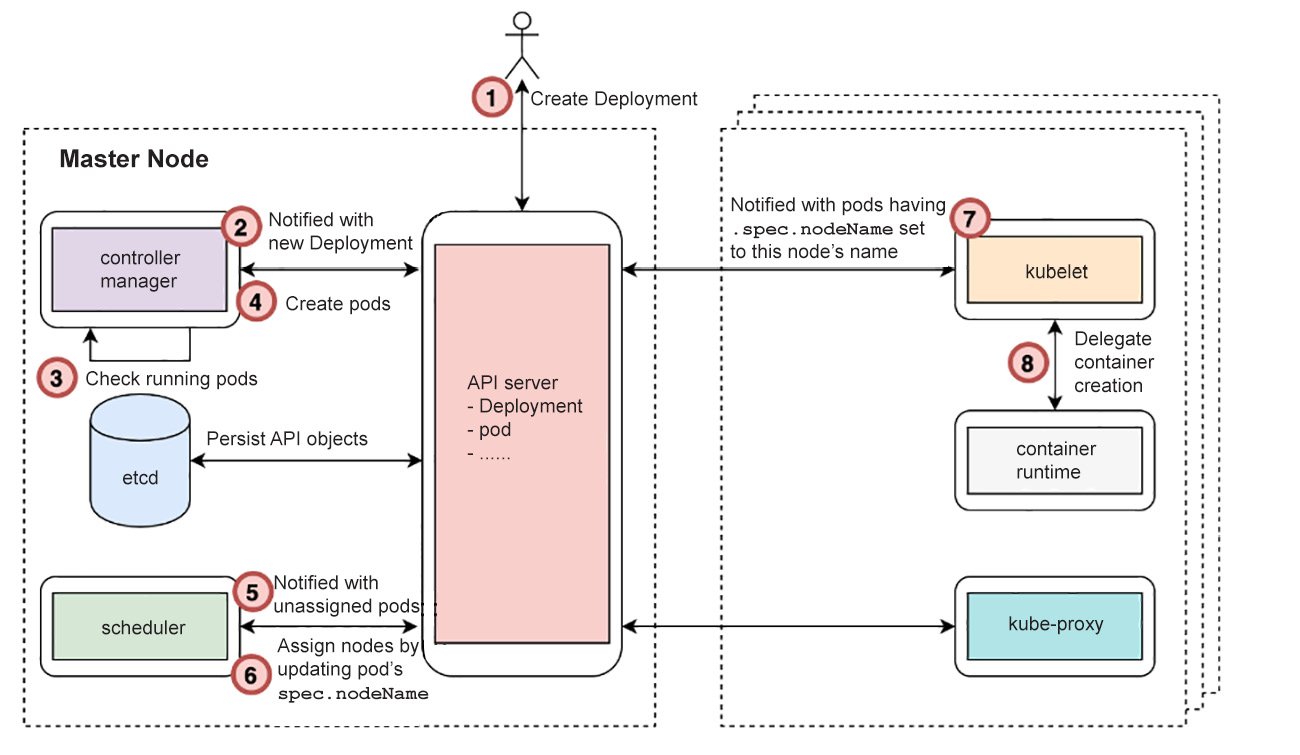 1
Create Deployment
Master Node
2
Notified with
new Deployment
controller
manager
4
Create pods
3
Check running pods
etcd
Persist API objects
API server
- Deployment
- pod
- ......
5
Notified with
unassigned pods
scheduler
6
Assign nodes by
updating pod's
spec.nodeName
Notified with pods having
.spec.nodeName set
to this node's name
7
kubelet
8
Delegate
container
creation
container
runtime
kube-proxy